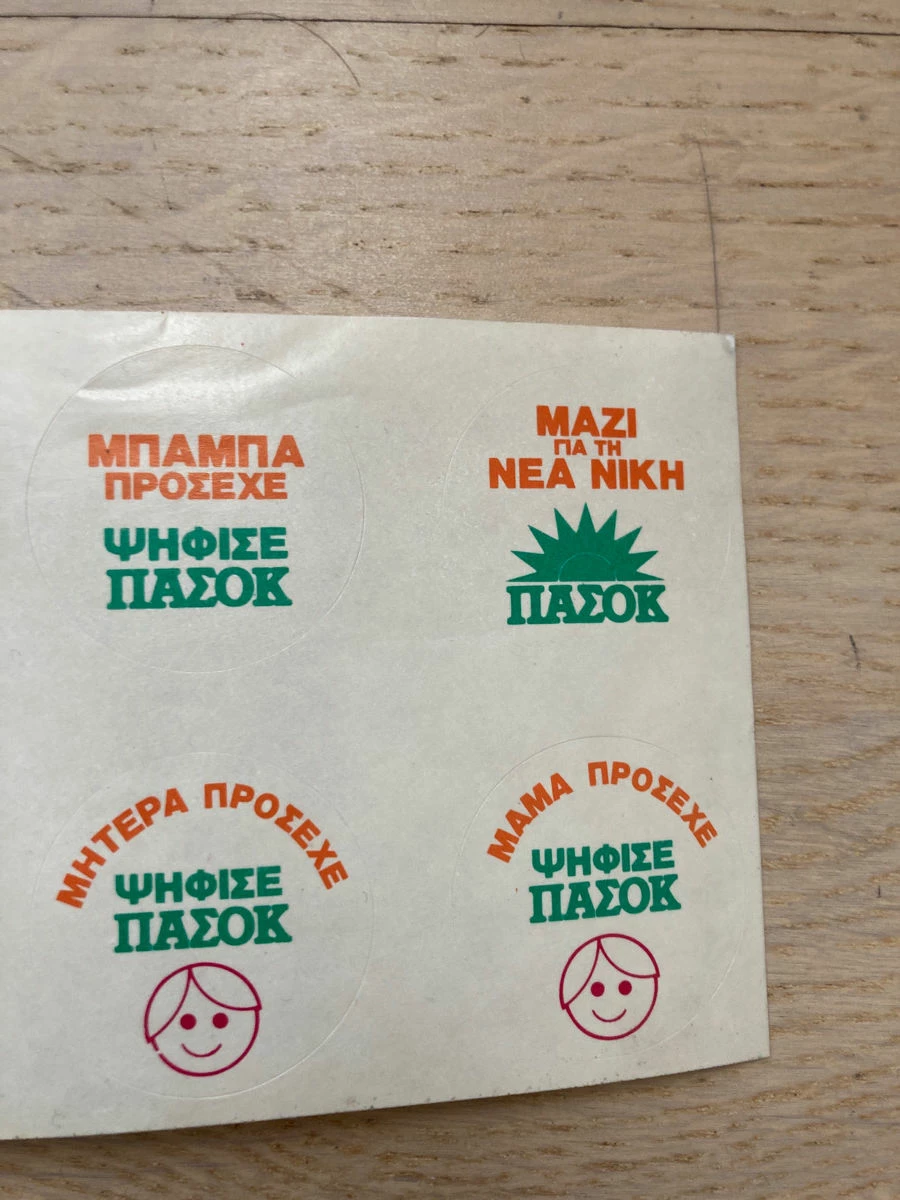 ΜΠΑΜΠΑ
ΠΡΟΣΕΧΕ
ΨΗΦΙΣΕ
ΠΑΣΟΚ
ΜΑΖΙ
ΓΙΑ ΤΗ
ΝΕΑ ΝΙΚΗ
ΠΑΣΟΚ
ΜΗΤΕΡΑ ΠΡΟΣΕΧΕ
ΨΗΦΙΣΕ
ΠΑΣΟΚ
ΜΑΜΑ ΠΡΟΣΕΧΕ
ΨΗΦΙΣΕ
ΠΑΣΟΚ